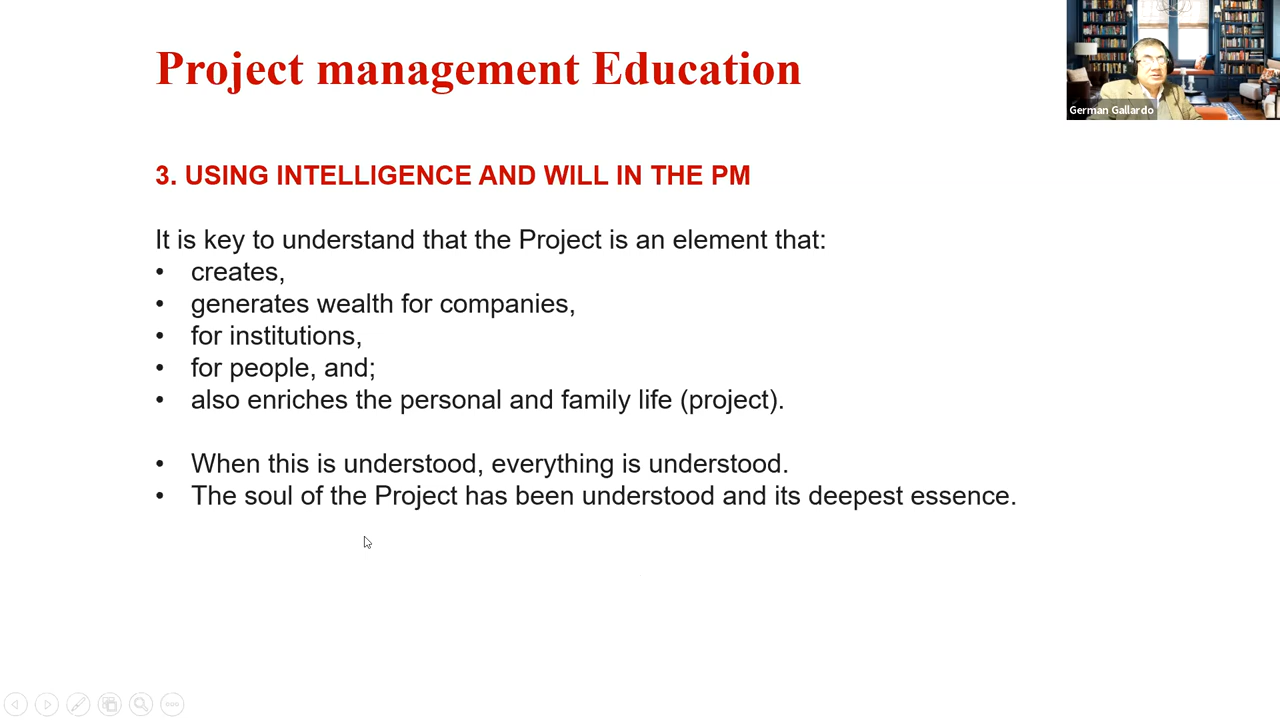 Project management Education
German Gallardo
3. USING INTELLIGENCE AND WILL IN THE PM
It is key to understand that the Project is an element that:
• creates,
• generates wealth for companies,
• for institutions,
• for people, and;
• also enriches the personal and family life (project).
• When this is understood, everything is understood.
• The soul of the Project has been understood and its deepest essence.